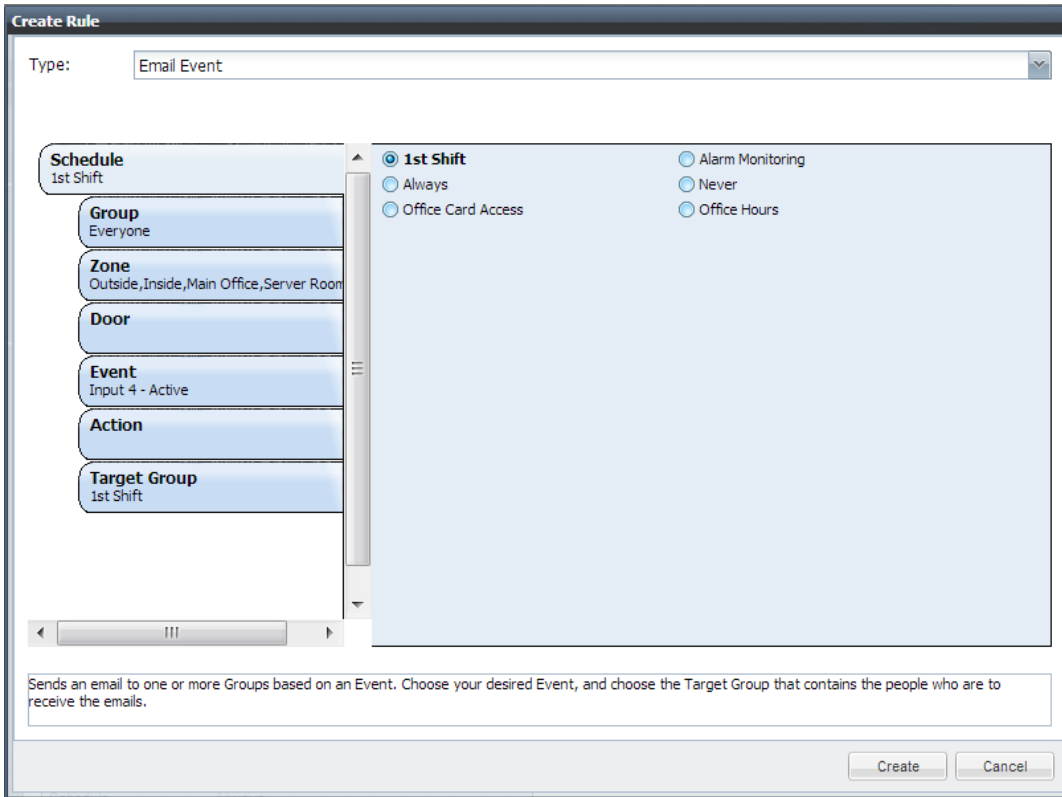 Create Rule
Type: Email Event
Schedule
1st Shift
Group
Everyone
Zone
Outside,Inside,Main Office,Server Room
Door
Event
Input 4 - Active
Action
Target Group
1st Shift
1st Shift
Alarm Monitoring
Always
Never
Office Card Access
Office Hours
Sends an email to one or more Groups based on an Event. Choose your desired Event, and choose the Target Group that contains the people who are to
receive the emails.
Create
Cancel